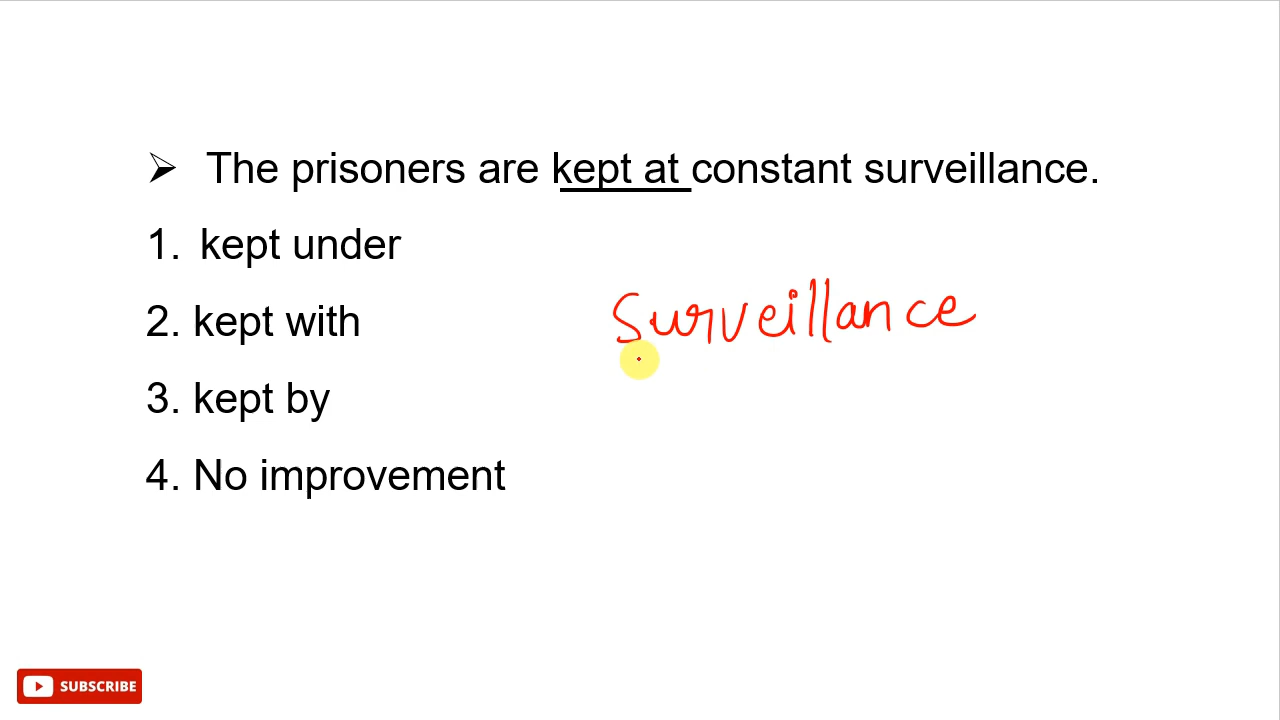 ➢ The prisoners are kept at constant surveillance.
1. kept under
2. kept with
Surveillance
3. kept by
4. No improvement
SUBSCRIBE